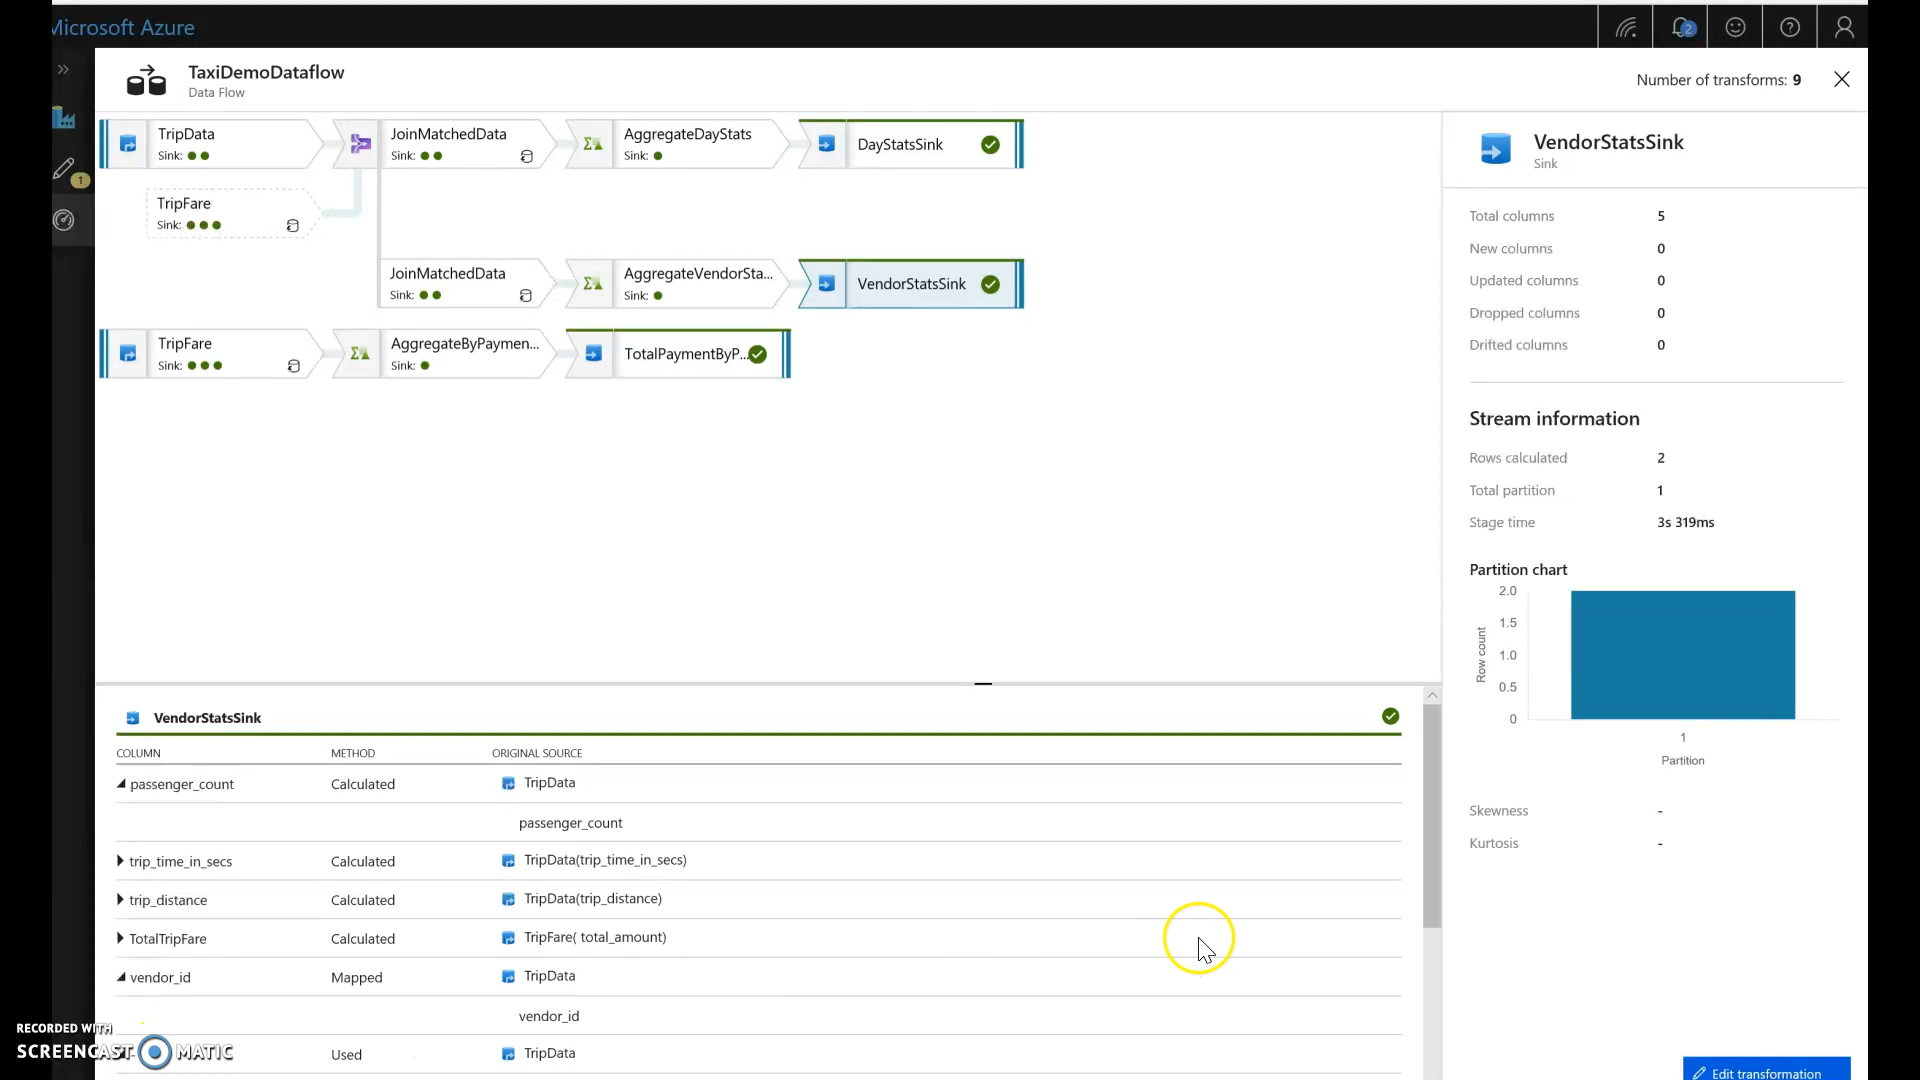 Microsoft Azure
2
TaxiDemoDataflow
Data Flow
Number of transforms: 9
1
TripData
Sink:
JoinMatchedData
Sink:
AggregateDayStats
Sink:
DayStatsSink
TripFare
Sink:
JoinMatchedData
Sink:
AggregateVendorSta...
Sink:
VendorStatsSink
TripFare
Sink:
AggregateByPaymen...
Sink:
TotalPaymentByP...
VendorStatsSink
Sink
Total columns 5
New columns 0
Updated columns 0
Dropped columns 0
Drifted columns 0
Stream information
Rows calculated 2
Total partition 1
Stage time 3s 319ms
Partition chart
2.0
1.5
1.0
0.5
0
Row count
1
Partition
Skewness -
Kurtosis -
Edit transformation
VendorStatsSink
COLUMN METHOD ORIGINAL SOURCE
passenger_count Calculated TripData
passenger_count
trip_time_in_secs Calculated TripData(trip_time_in_secs)
trip_distance Calculated TripData(trip_distance)
TotalTripFare Calculated TripFare( total_amount)
vendor_id Mapped TripData
vendor_id
Used TripData
RECORDED WITH
SCREENCAST MATIC